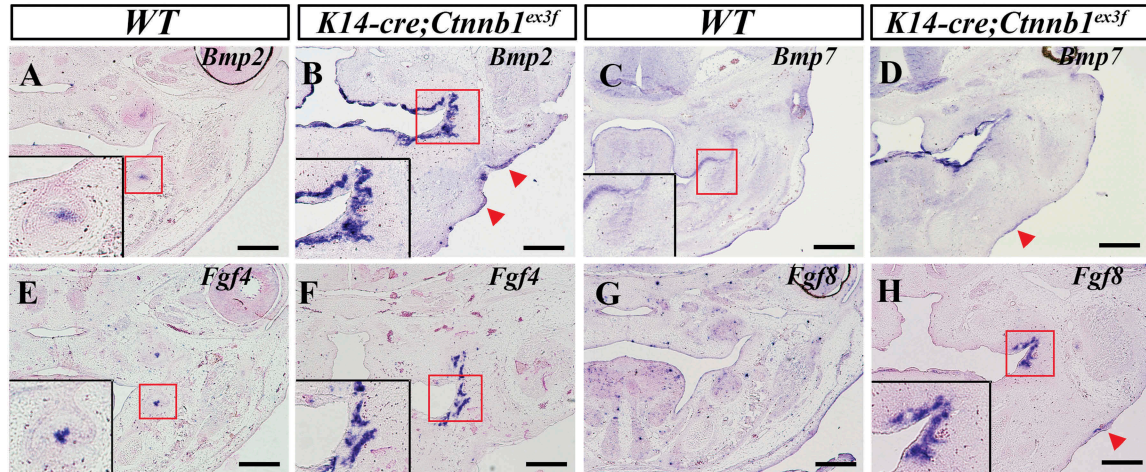 WT
K14-cre;Ctnnb1ex3f
WT
K14-cre;Ctnnb1ex3f
A
Bmp2
B
Bmp2
C
Bmp7
D
Bmp7
E
Fgf4
F
Fgf4
G
Fgf8
H
Fgf8